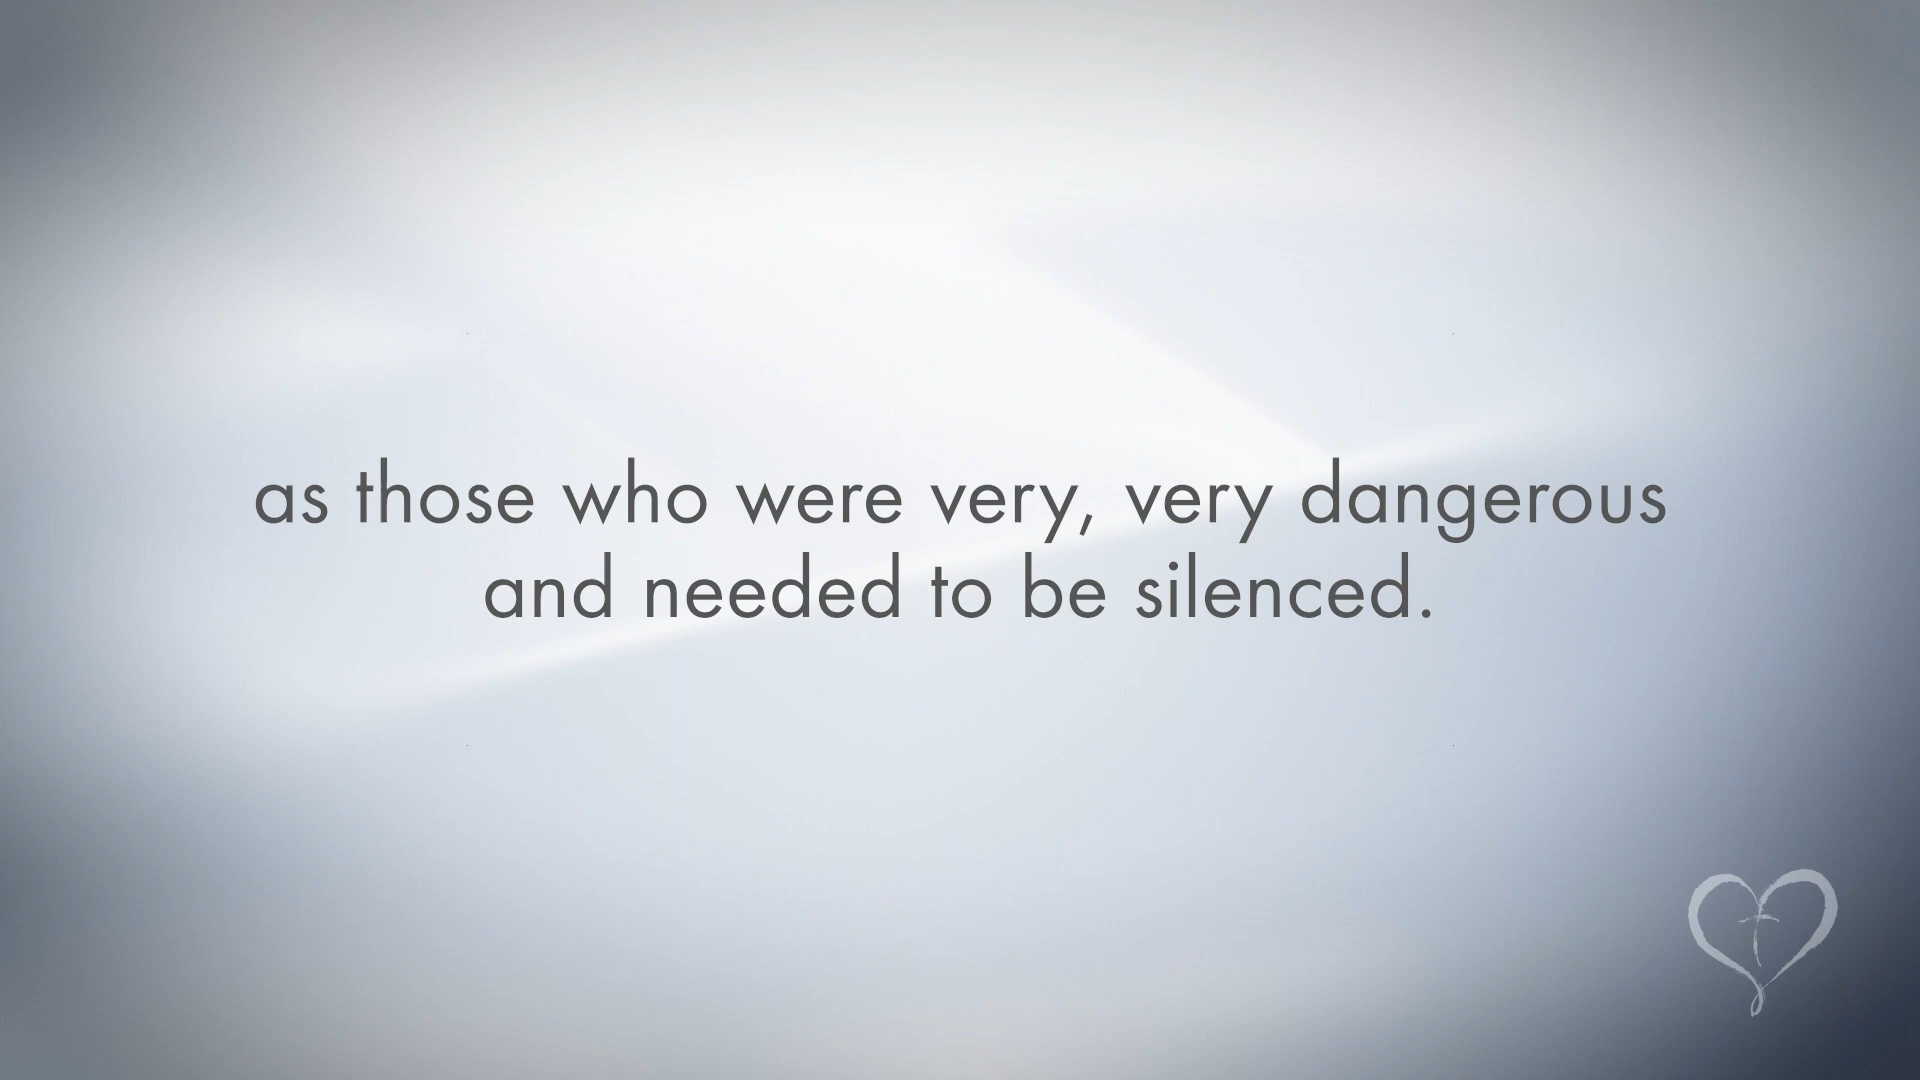 as those who were very, very dangerous
and needed to be silenced.